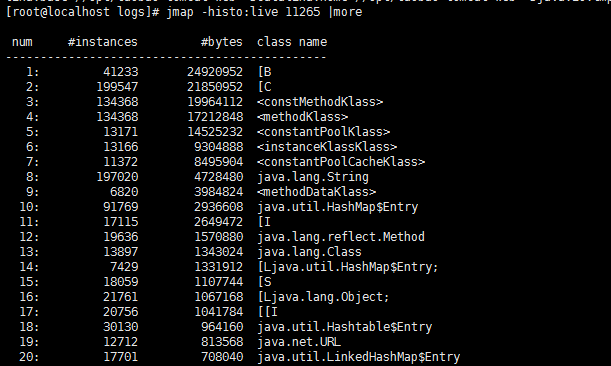 [root@localhost logs]# jmap -histo:live 11265 |more
num #instances #bytes class name
----------------------------------------------
1: 41233 24920952 [B
2: 199547 21850952 [C
3: 134368 19964112 <constMethodKlass>
4: 134368 17212848 <methodKlass>
5: 13171 14525232 <constantPoolKlass>
6: 13166 9304888 <instanceKlassKlass>
7: 11372 8495904 <constantPoolCacheKlass>
8: 197020 4728480 java.lang.String
9: 6820 3984824 <methodDataKlass>
10: 91769 2936608 java.util.HashMap$Entry
11: 17115 2649472 [I
12: 19636 1570880 java.lang.reflect.Method
13: 13897 1343024 java.lang.Class
14: 7429 1331912 [Ljava.util.HashMap$Entry;
15: 18059 1107744 [S
16: 21761 1067168 [Ljava.lang.Object;
17: 20756 1041784 [[I
18: 30130 964160 java.util.Hashtable$Entry
19: 12712 813568 java.net.URL
20: 17701 708040 java.util.LinkedHashMap$Entry